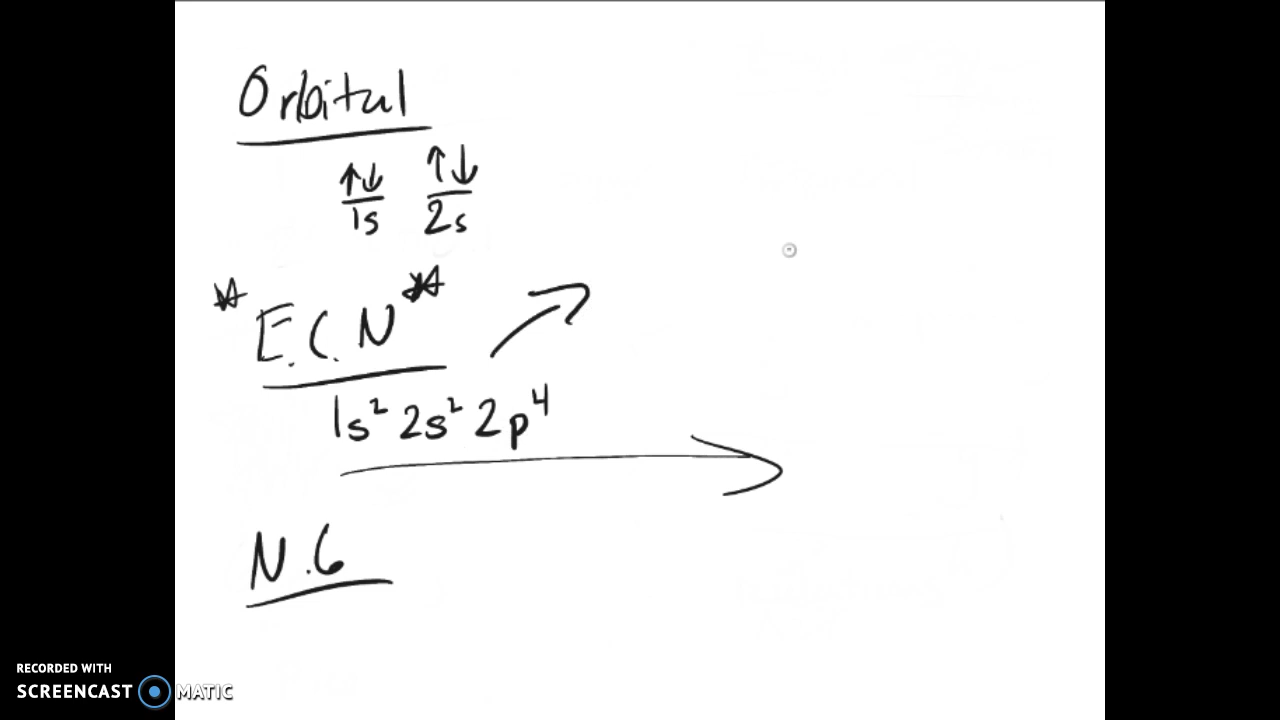 Orbital
↑↓ ↑↓
1s 2s
E.C.N
1s² 2s² 2p⁴
N.G
RECORDED WITH
SCREENCAST MATIC